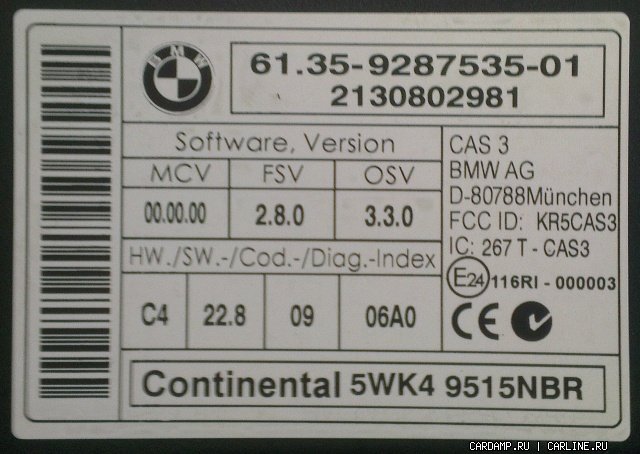 BMW
61.35-9287535-01
2130802981
Software, Version
MCV FSV OSV
00.00.00 2.8.0 3.3.0
HW./SW.-/Cod.-/Diag.-Index
C4 22.8 09 06A0
CAS 3
BMW AG
D-80788München
FCC ID: KR5CAS3
IC: 267 T - CAS3
E24 116RI - 000003
CE
Continental 5WK4 9515NBR
CARDAMP.RU | CARLINE.RU